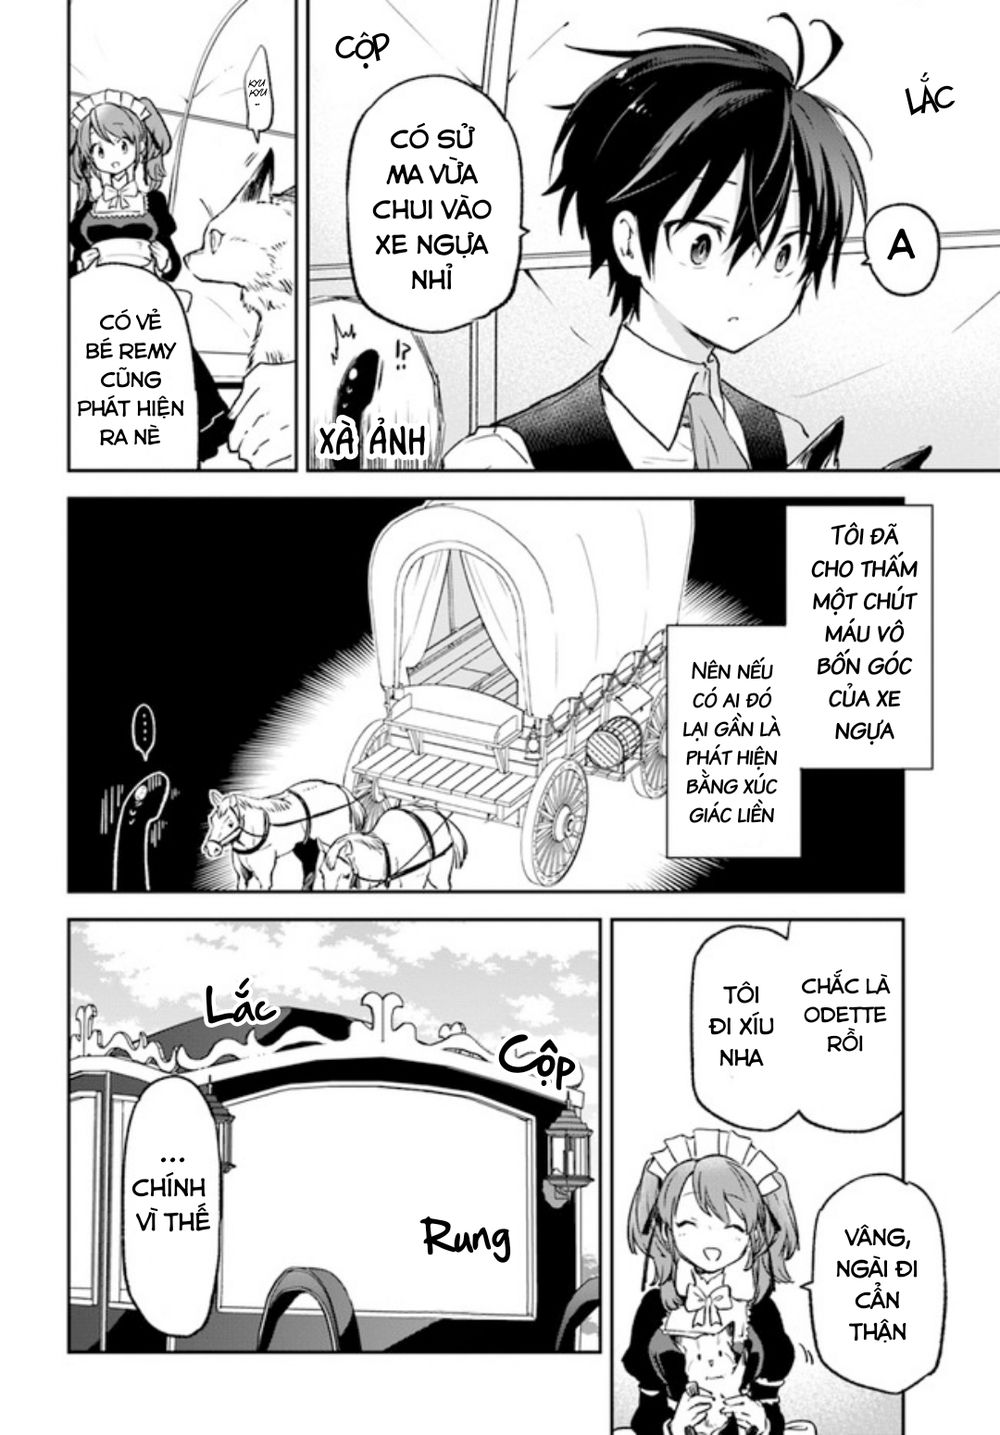 LẮC
CỘP
A
CÓ SỬ
MA VỪA
CHUI VÀO
XE NGỰA
NHỈ
!?
XÀ ẢNH
KYU
KYU
CÓ VẺ
BÉ REMY
CŨNG
PHÁT HIỆN
RA NÈ
TÔI ĐÃ
CHO THẤM
MỘT CHÚT
MÁU VÔ
BỐN GÓC
CỦA XE
NGỰA
NÊN NẾU
CÓ AI ĐÓ
LẠI GẦN LÀ
PHÁT HIỆN
BẰNG XÚC
GIÁC LIỀN
....
CHẮC LÀ
ODETTE
RỒI
TÔI
ĐI XÍU
NHA
VÂNG,
NGÀI ĐI
CẨN
THẬN
Lắc
Cộp
Rung
...
CHÍNH
VÌ THẾ